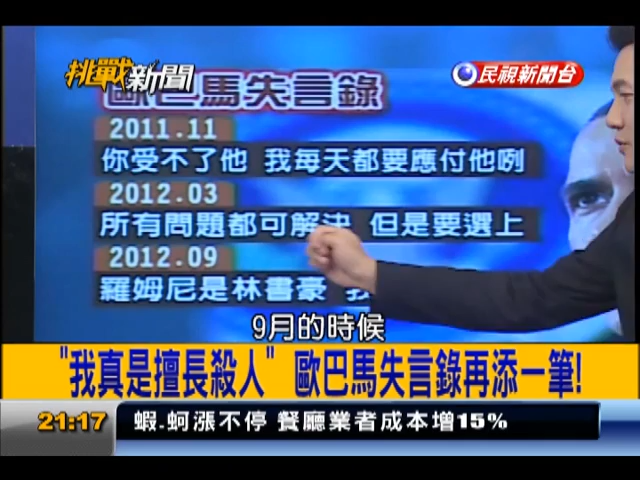 挑戰新聞
民視新聞台
歐巴馬失言錄
2011.11
你受不了他 我每天都要應付他咧
2012.03
所有問題都可解決 但是要選上
2012.09
羅姆尼是林書豪 我
9月的時候
"我真是擅長殺人" 歐巴馬失言錄再添一筆!
21:17 蝦.蚵漲不停 餐廳業者成本增15%